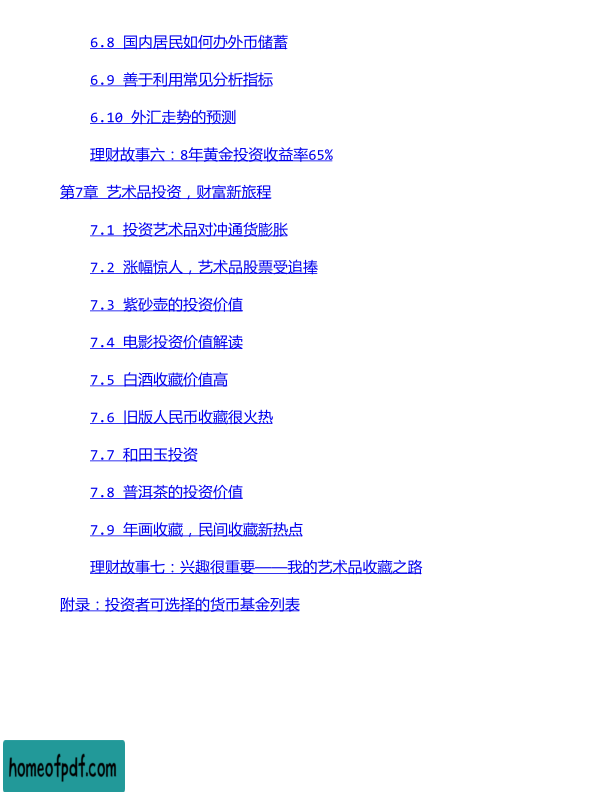 6.8 国内居民如何办外币储蓄
6.9 善于利用常见分析指标
6.10 外汇走势的预测
理财故事六：8年黄金投资收益率65%
第7章 艺术品投资，财富新旅程
7.1 投资艺术品对冲通货膨胀
7.2 涨幅惊人，艺术品股票受追捧
7.3 紫砂壶的投资价值
7.4 电影投资价值解读
7.5 白酒收藏价值高
7.6 旧版人民币收藏很火热
7.7 和田玉投资
7.8 普洱茶的投资价值
7.9 年画收藏，民间收藏新热点
理财故事七：兴趣很重要——我的艺术品收藏之路
附录：投资者可选择的货币基金列表
homeofpdf.com